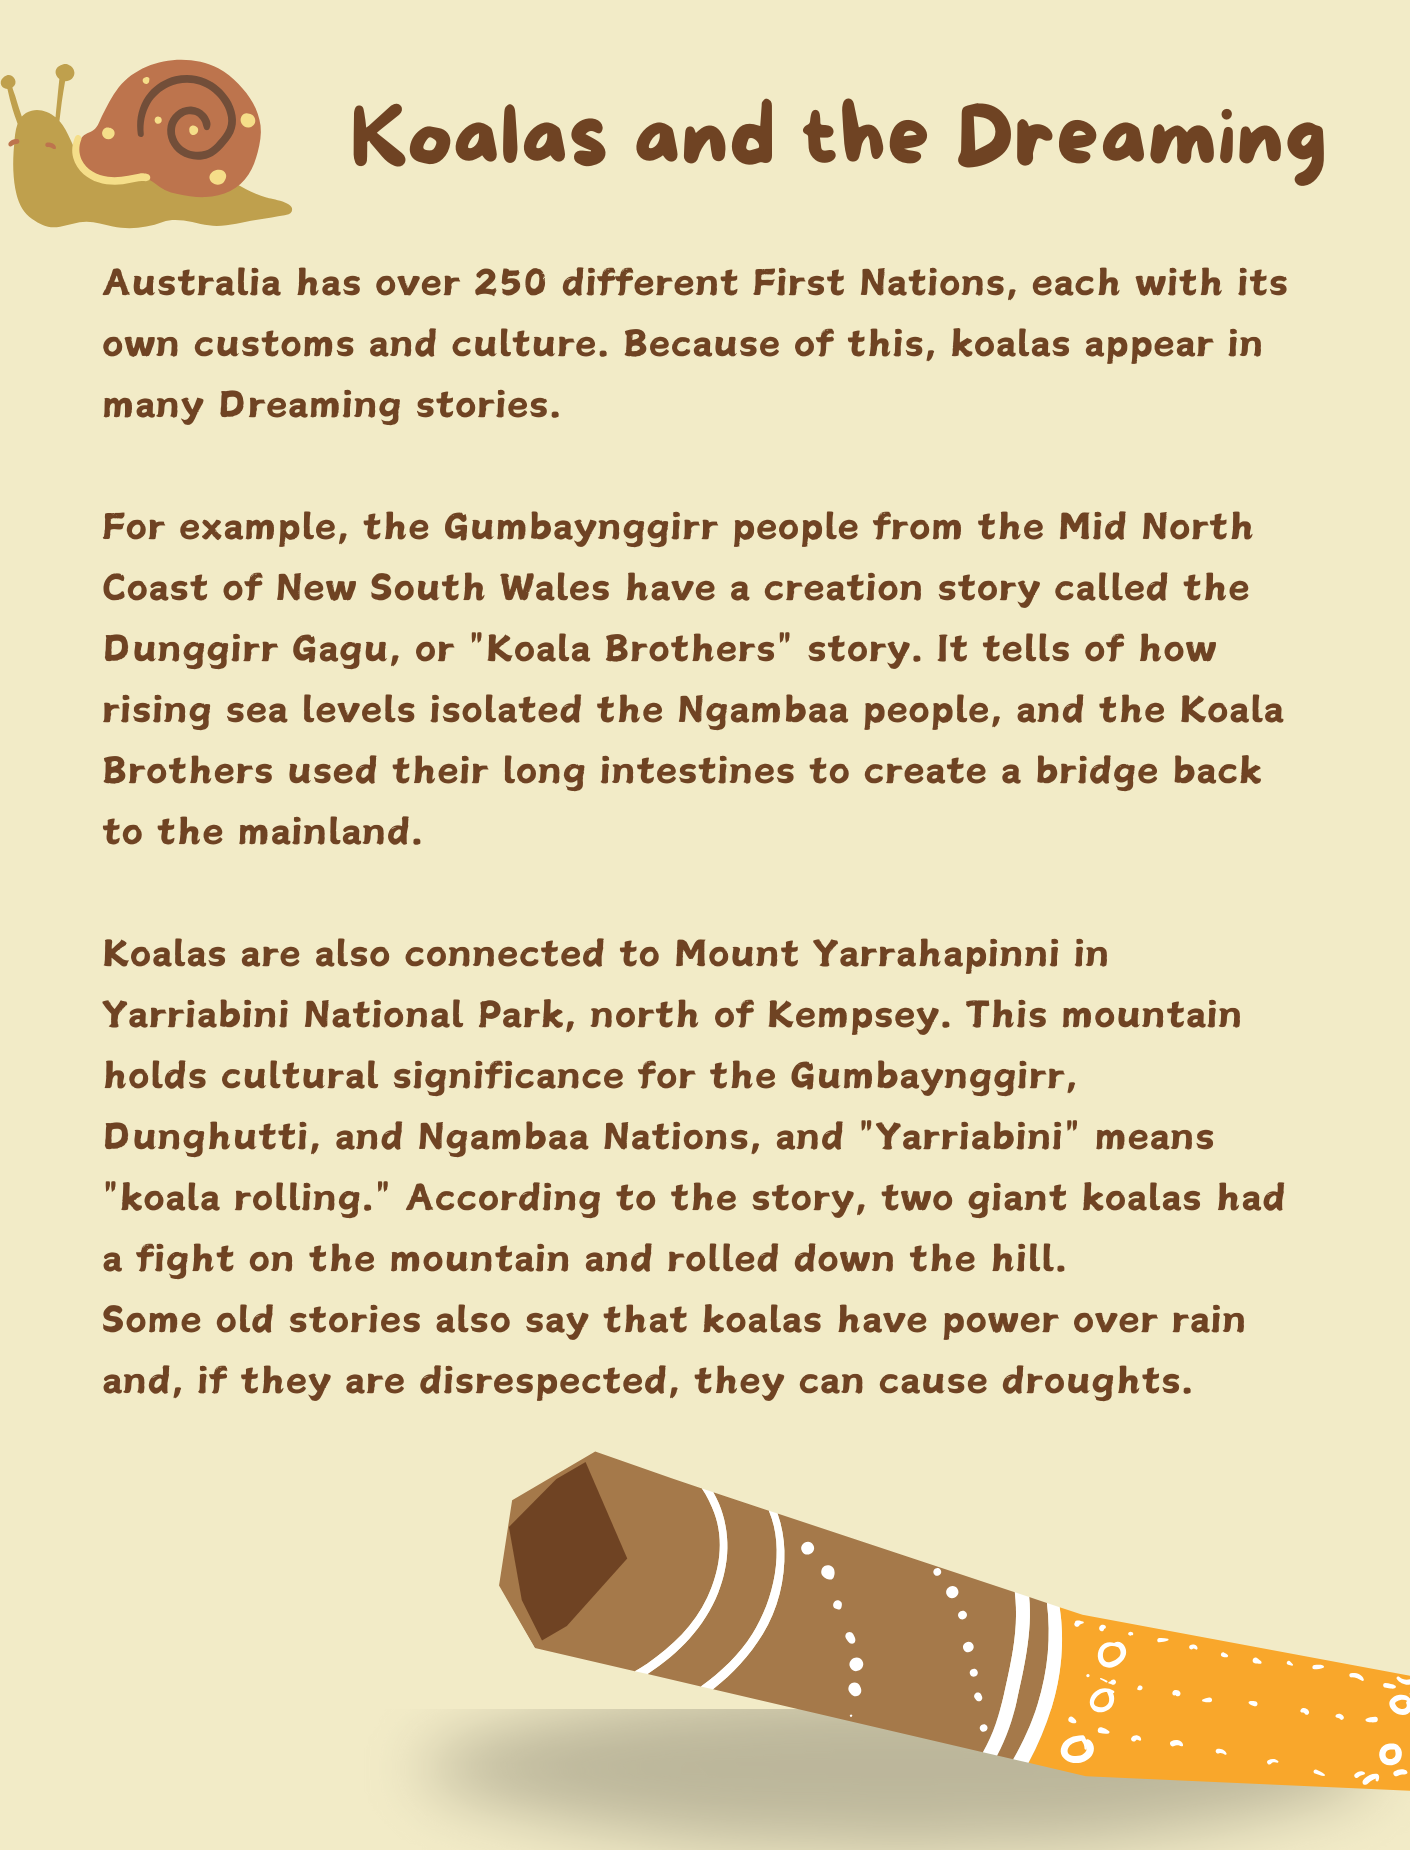 Koalas and the Dreaming
Australia has over 250 different First Nations, each with its
own customs and culture. Because of this, koalas appear in
many Dreaming stories.
For example, the Gumbaynggirr people from the Mid North
Coast of New South Wales have a creation story called the
Dunggirr Gagu, or "Koala Brothers" story. It tells of how
rising sea levels isolated the Ngambaa people, and the Koala
Brothers used their long intestines to create a bridge back
to the mainland.
Koalas are also connected to Mount Yarrahapinni in
Yarriabini National Park, north of Kempsey. This mountain
holds cultural significance for the Gumbaynggirr,
Dunghutti, and Ngambaa Nations, and "Yarriabini" means
"koala rolling." According to the story, two giant koalas had
a fight on the mountain and rolled down the hill.
Some old stories also say that koalas have power over rain
and, if they are disrespected, they can cause droughts.